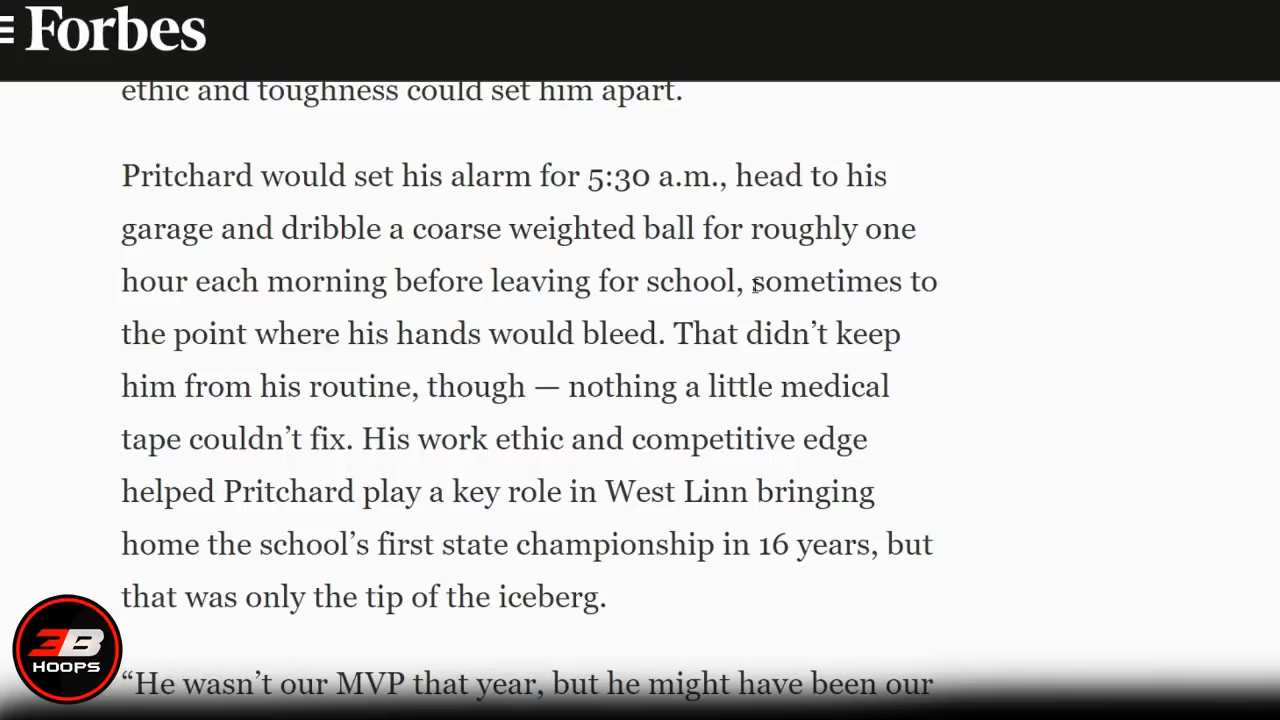 Forbes
ethic and toughness could set him apart.
Pritchard would set his alarm for 5:30 a.m., head to his
garage and dribble a coarse weighted ball for roughly one
hour each morning before leaving for school, sometimes to
the point where his hands would bleed. That didn’t keep
him from his routine, though — nothing a little medical
tape couldn’t fix. His work ethic and competitive edge
helped Pritchard play a key role in West Linn bringing
home the school’s first state championship in 16 years, but
that was only the tip of the iceberg.
3B
HOOPS
“He wasn’t our MVP that year, but he might have been our